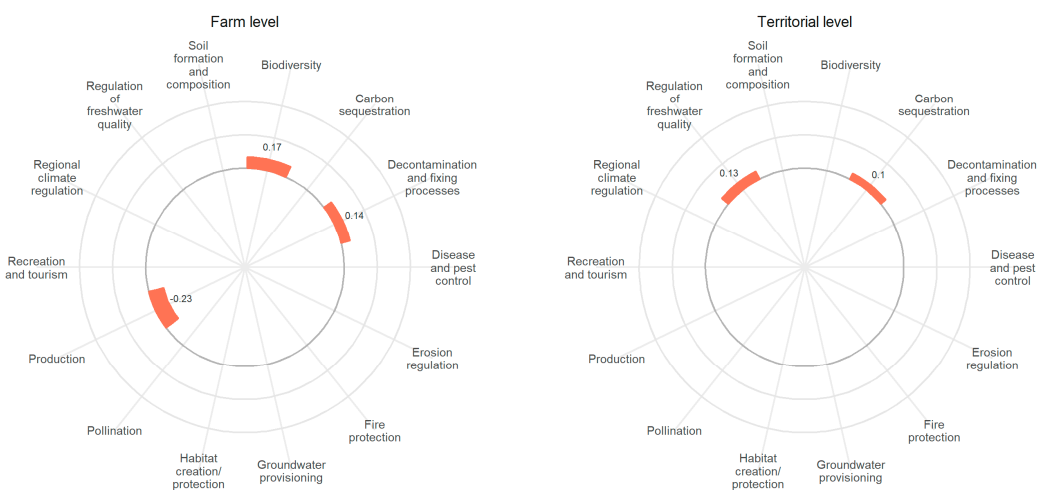 Farm level
Soil
formation
and
composition
Biodiversity
Carbon
sequestration
Decontamination
and fixing
processes
Disease
and pest
control
Erosion
regulation
Fire
protection
Groundwater
provisioning
Habitat
creation/
protection
Pollination
Production
Recreation
and tourism
Regional
climate
regulation
Regulation
of
freshwater
quality
0.17
0.14
-0.23
Territorial level
Soil
formation
and
composition
Biodiversity
Carbon
sequestration
Decontamination
and fixing
processes
Disease
and pest
control
Erosion
regulation
Fire
protection
Groundwater
provisioning
Habitat
creation/
protection
Pollination
Production
Recreation
and tourism
Regional
climate
regulation
Regulation
of
freshwater
quality
0.13
0.1